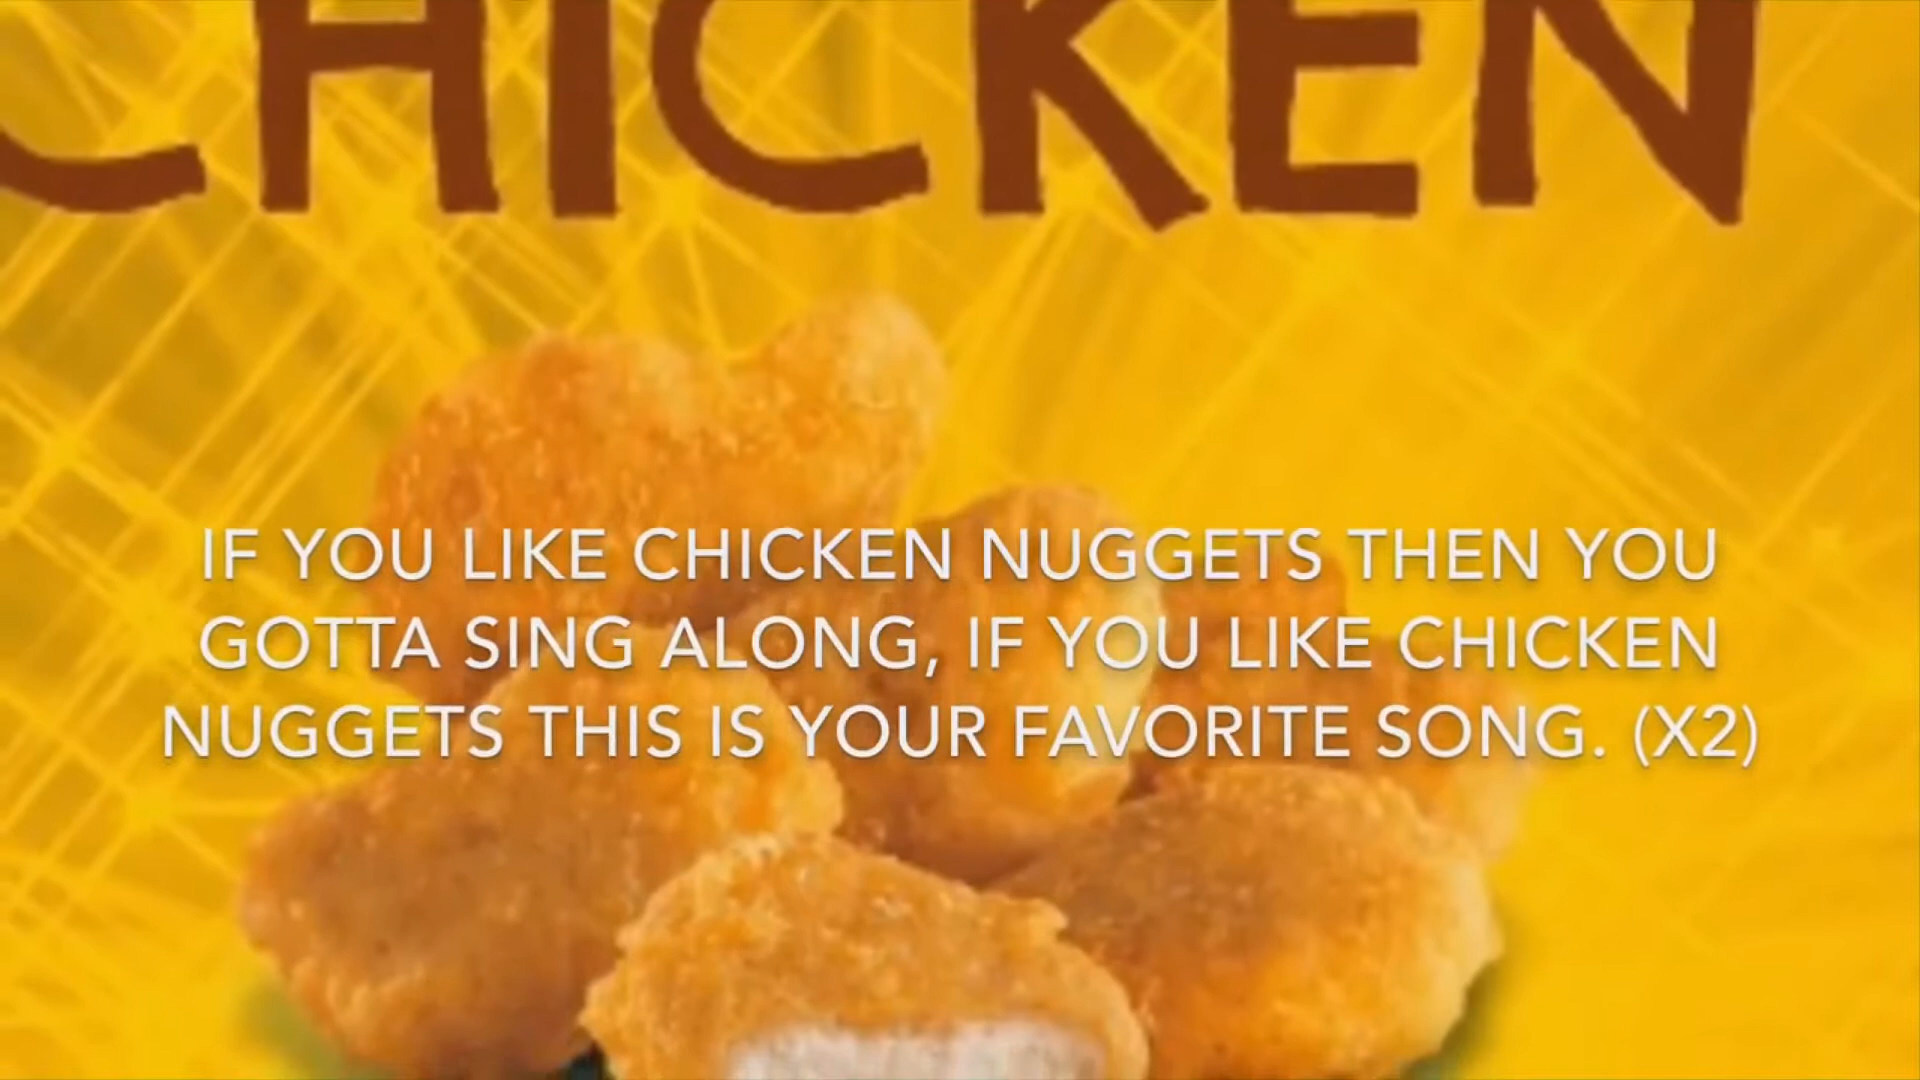 CHICKEN
IF YOU LIKE CHICKEN NUGGETS THEN YOU
GOTTA SING ALONG, IF YOU LIKE CHICKEN
NUGGETS THIS IS YOUR FAVORITE SONG. (X2)